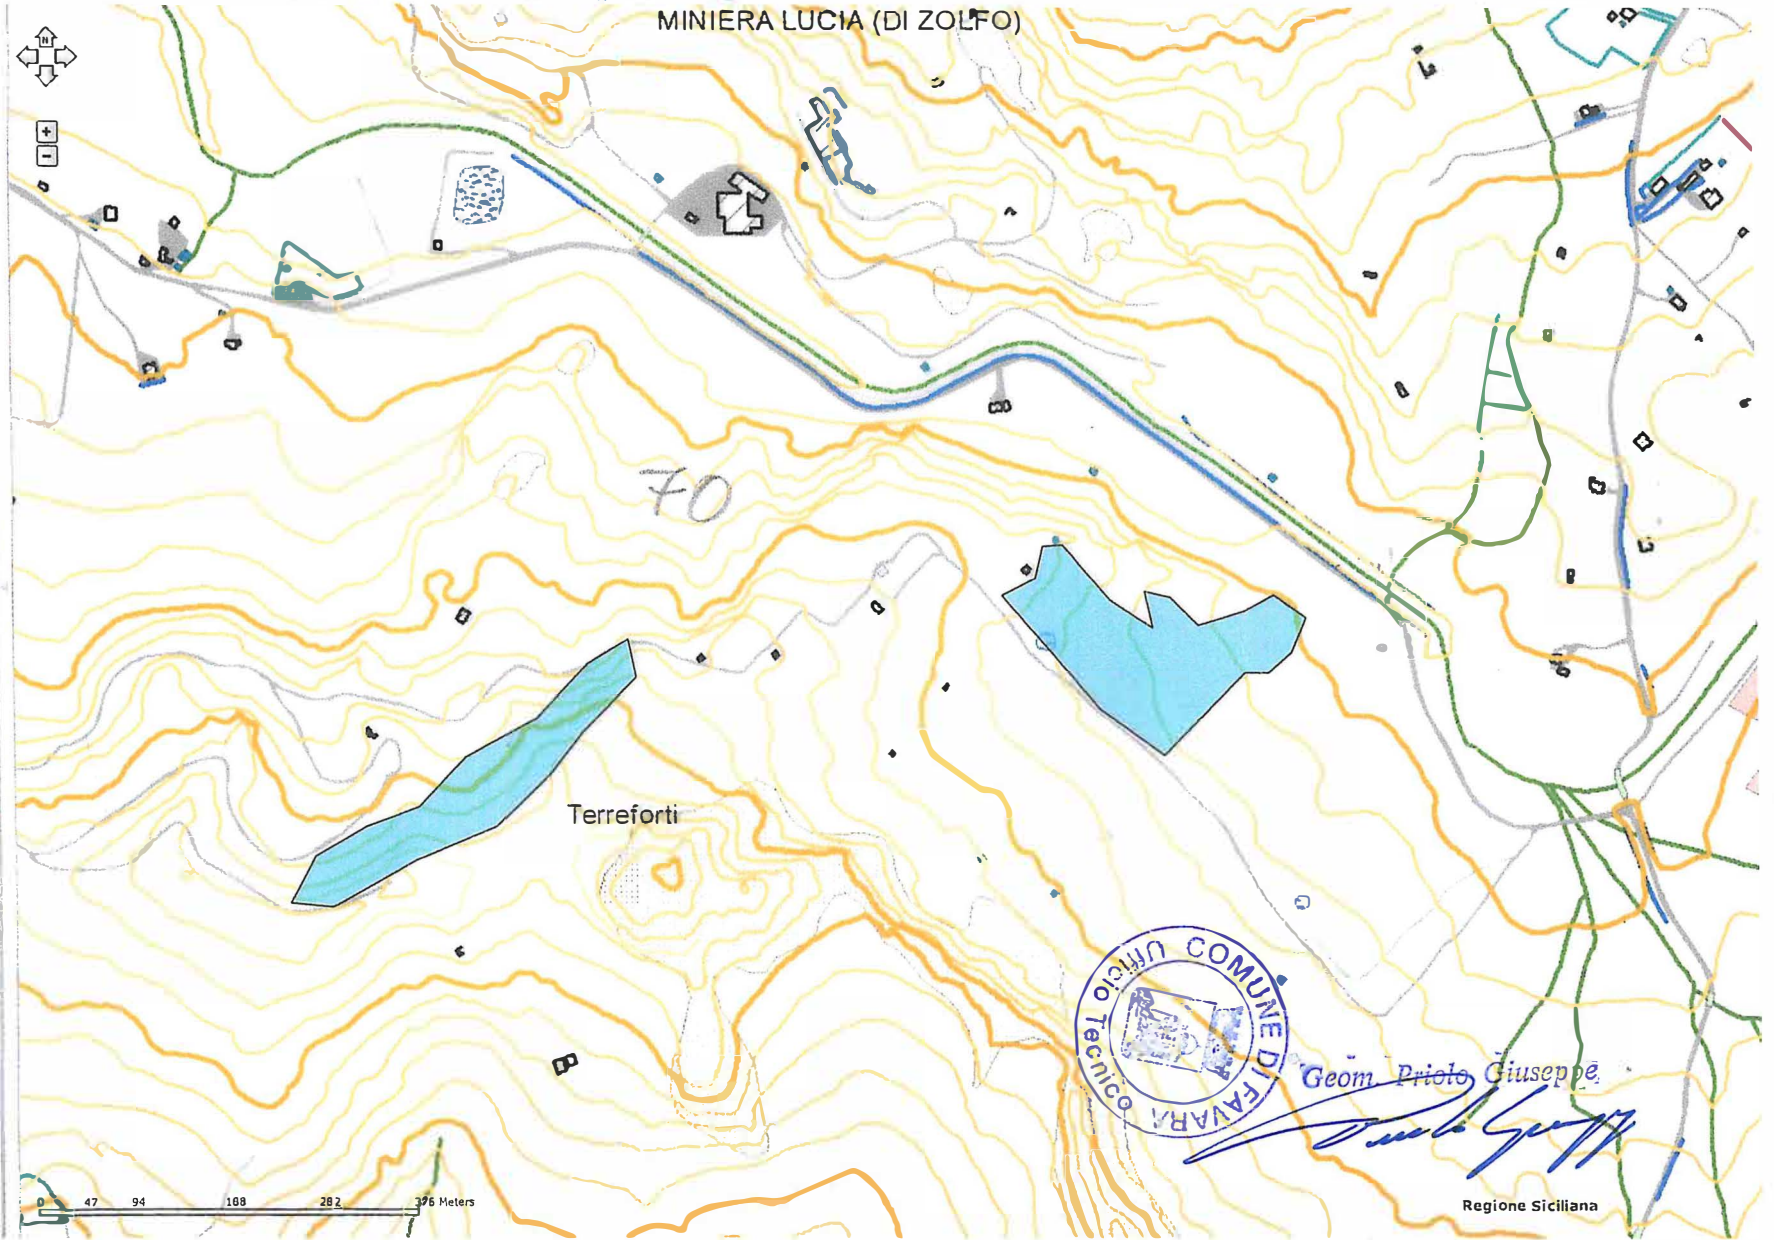 MINIERA LUCIA (DI ZOLFO)
N
+
-
70
Terreforti
COMUNE DI FAVARA
Ufficio Tecnico
Geom. Priolo Giuseppe
0 47 94 188 282 376 Meters
Regione Siciliana